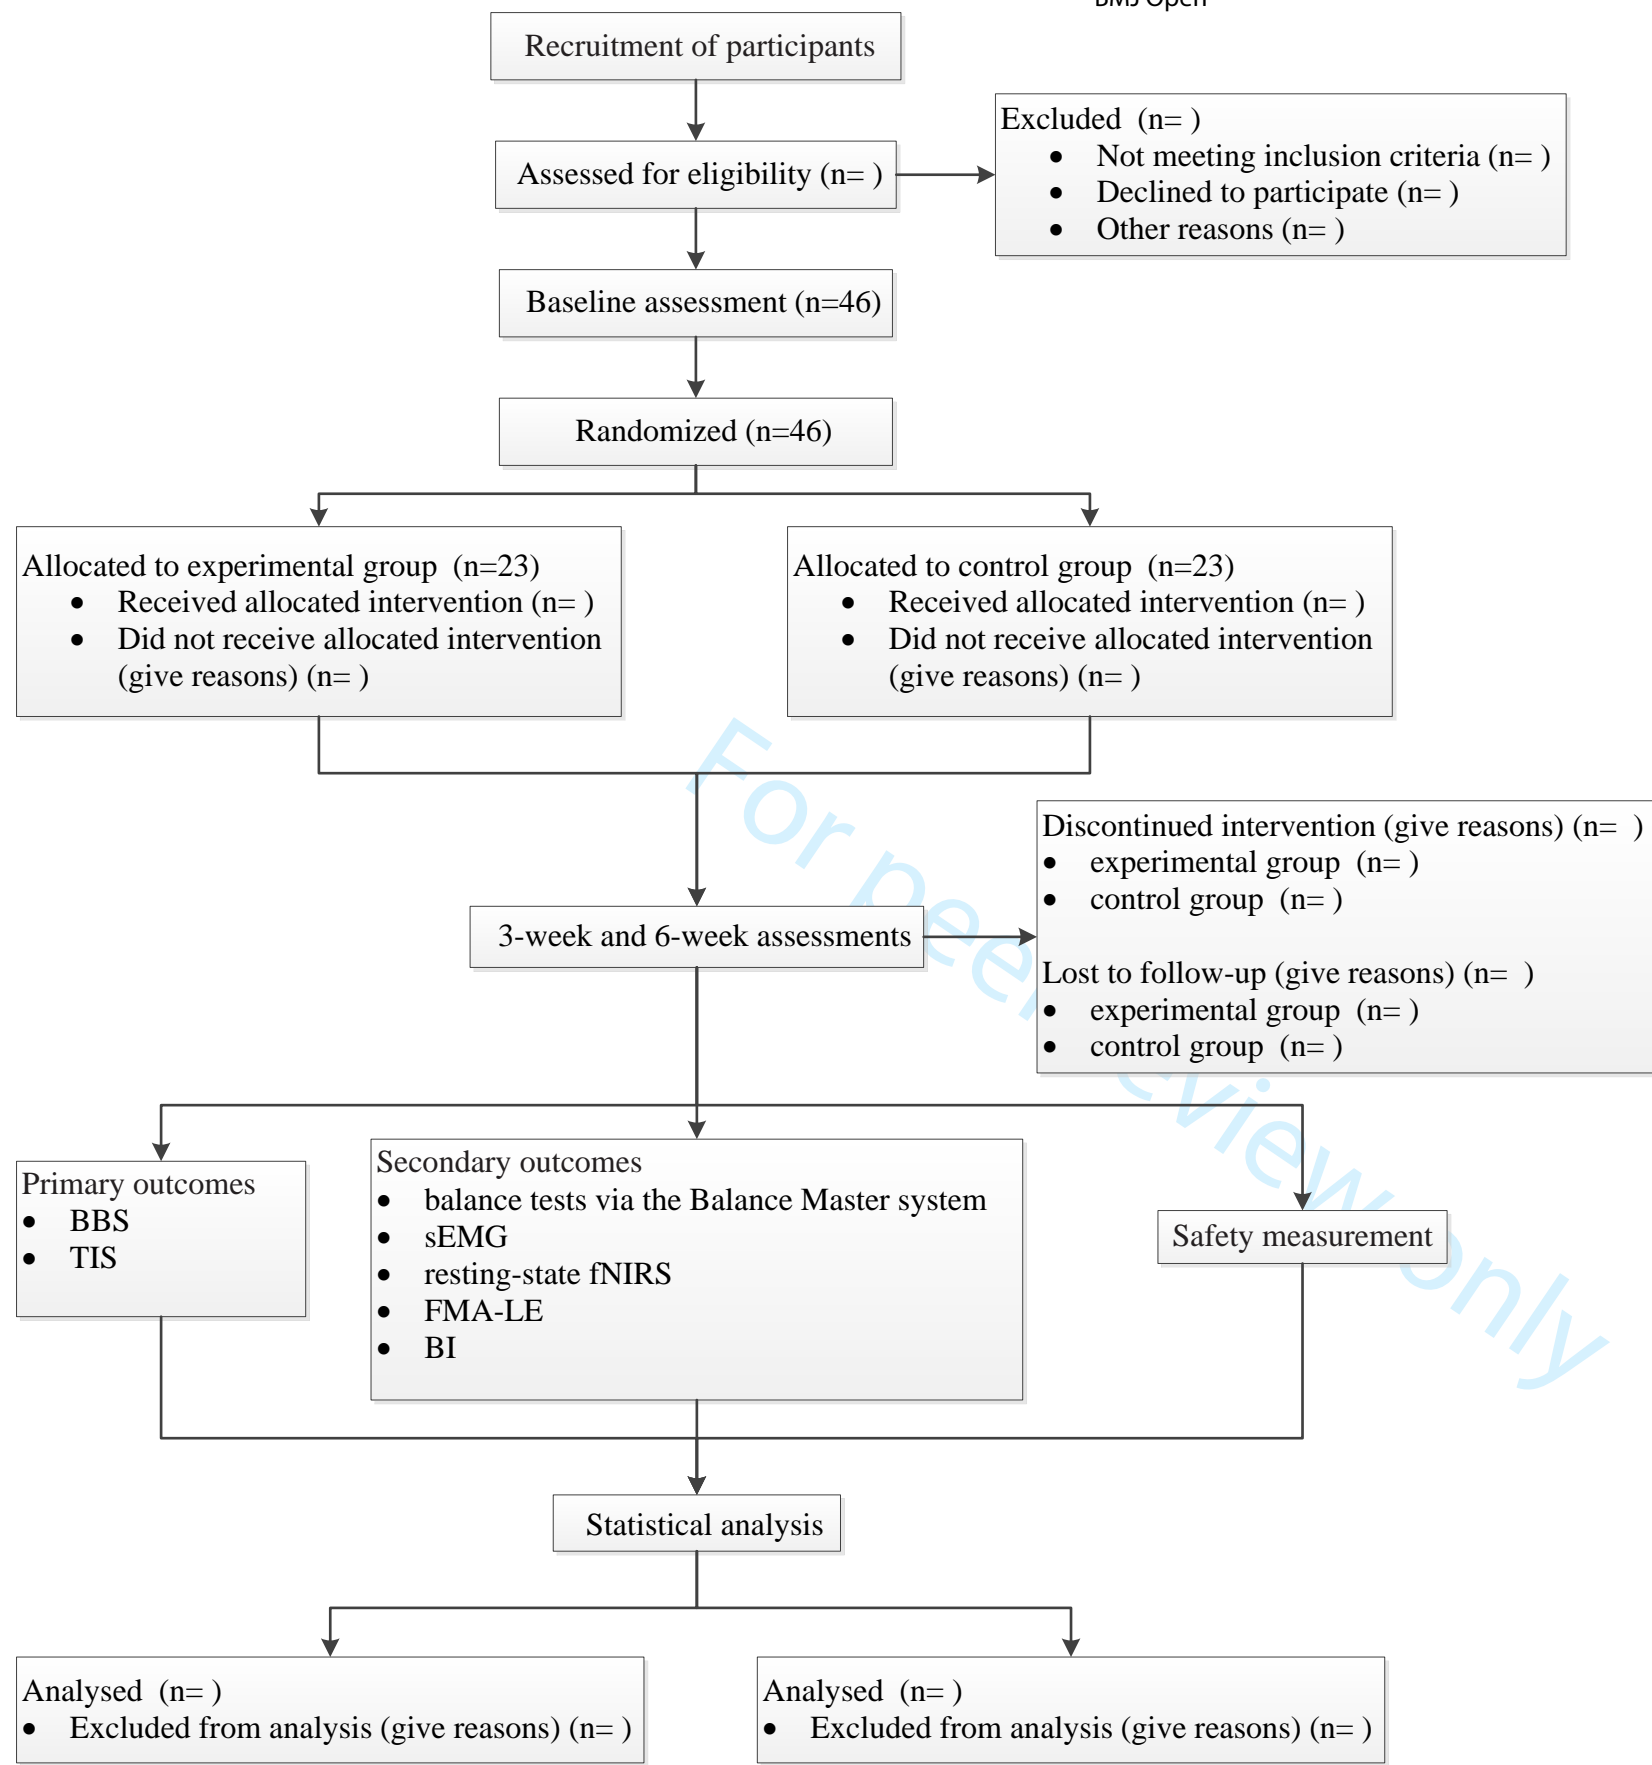 BMJ Open
Recruitment of participants
Assessed for eligibility (n= )
Excluded (n= )
• Not meeting inclusion criteria (n= )
• Declined to participate (n= )
• Other reasons (n= )
Baseline assessment (n=46)
Randomized (n=46)
Allocated to experimental group (n=23)
• Received allocated intervention (n= )
• Did not receive allocated intervention
(give reasons) (n= )
Allocated to control group (n=23)
• Received allocated intervention (n= )
• Did not receive allocated intervention
(give reasons) (n= )
Discontinued intervention (give reasons) (n= )
• experimental group (n= )
• control group (n= )
Lost to follow-up (give reasons) (n= )
• experimental group (n= )
• control group (n= )
3-week and 6-week assessments
Primary outcomes
• BBS
• TIS
Secondary outcomes
• balance tests via the Balance Master system
• sEMG
• resting-state fNIRS
• FMA-LE
• BI
Safety measurement
Statistical analysis
Analysed (n= )
• Excluded from analysis (give reasons) (n= )
Analysed (n= )
• Excluded from analysis (give reasons) (n= )
For peer review only